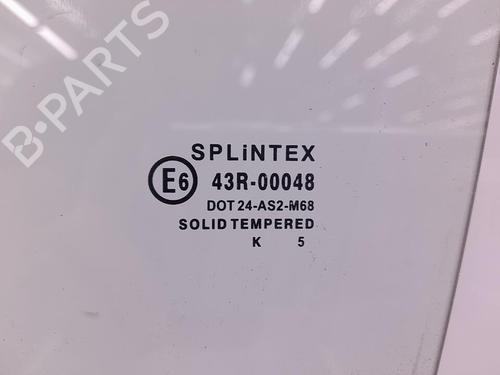 B-PARTS
SPLiNTEX
E6 43R-00048
DOT 24-AS2-M68
SOLID TEMPERED
K 5